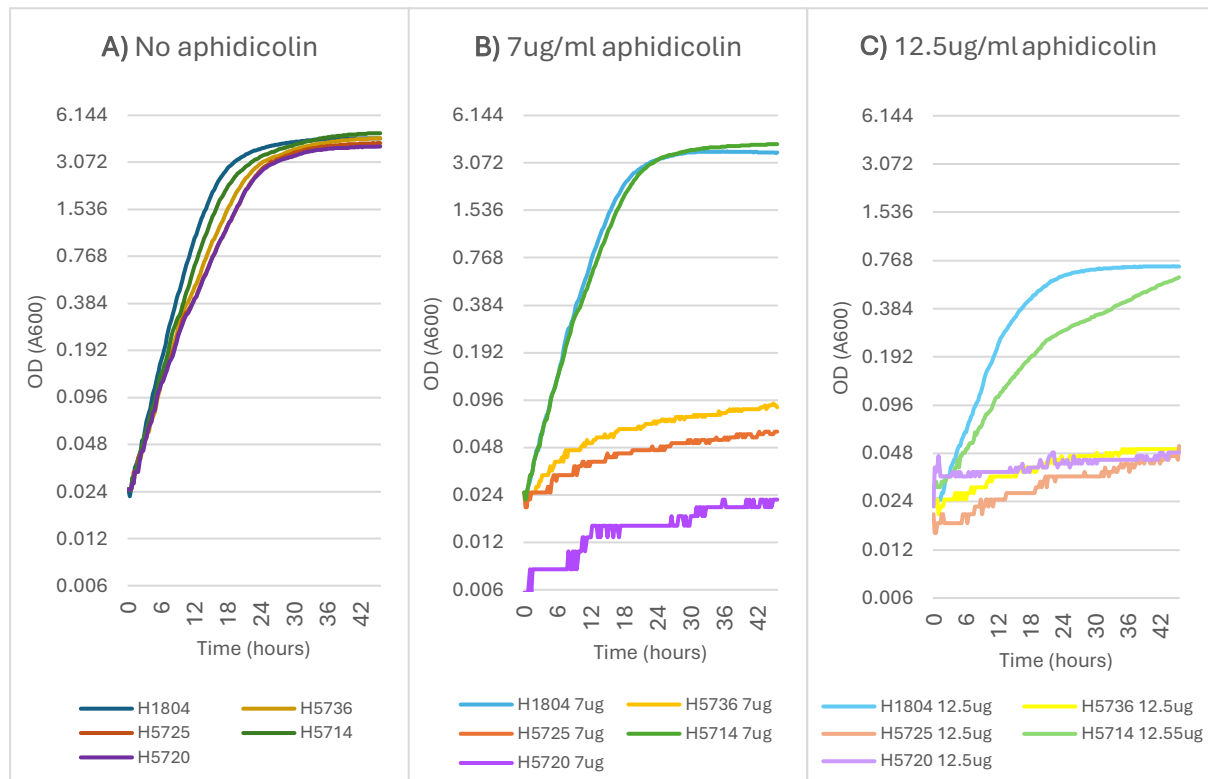 A) No aphidicolin
OD (A600)
6.144
3.072
1.536
0.768
0.384
0.192
0.096
0.048
0.024
0.012
0.006
0 6 12 18 24 30 36 42
Time (hours)
H1804 H5736
H5725 H5714
H5720
B) 7ug/ml aphidicolin
OD (A600)
6.144
3.072
1.536
0.768
0.384
0.192
0.096
0.048
0.024
0.012
0.006
0 6 12 18 24 30 36 42
Time (hours)
H1804 7ug H5736 7ug
H5725 7ug H5714 7ug
H5720 7ug
C) 12.5ug/ml aphidicolin
OD (A600)
6.144
3.072
1.536
0.768
0.384
0.192
0.096
0.048
0.024
0.012
0.006
0 6 12 18 24 30 36 42
Time (hours)
H1804 12.5ug H5736 12.5ug
H5725 12.5ug H5714 12.55ug
H5720 12.5ug